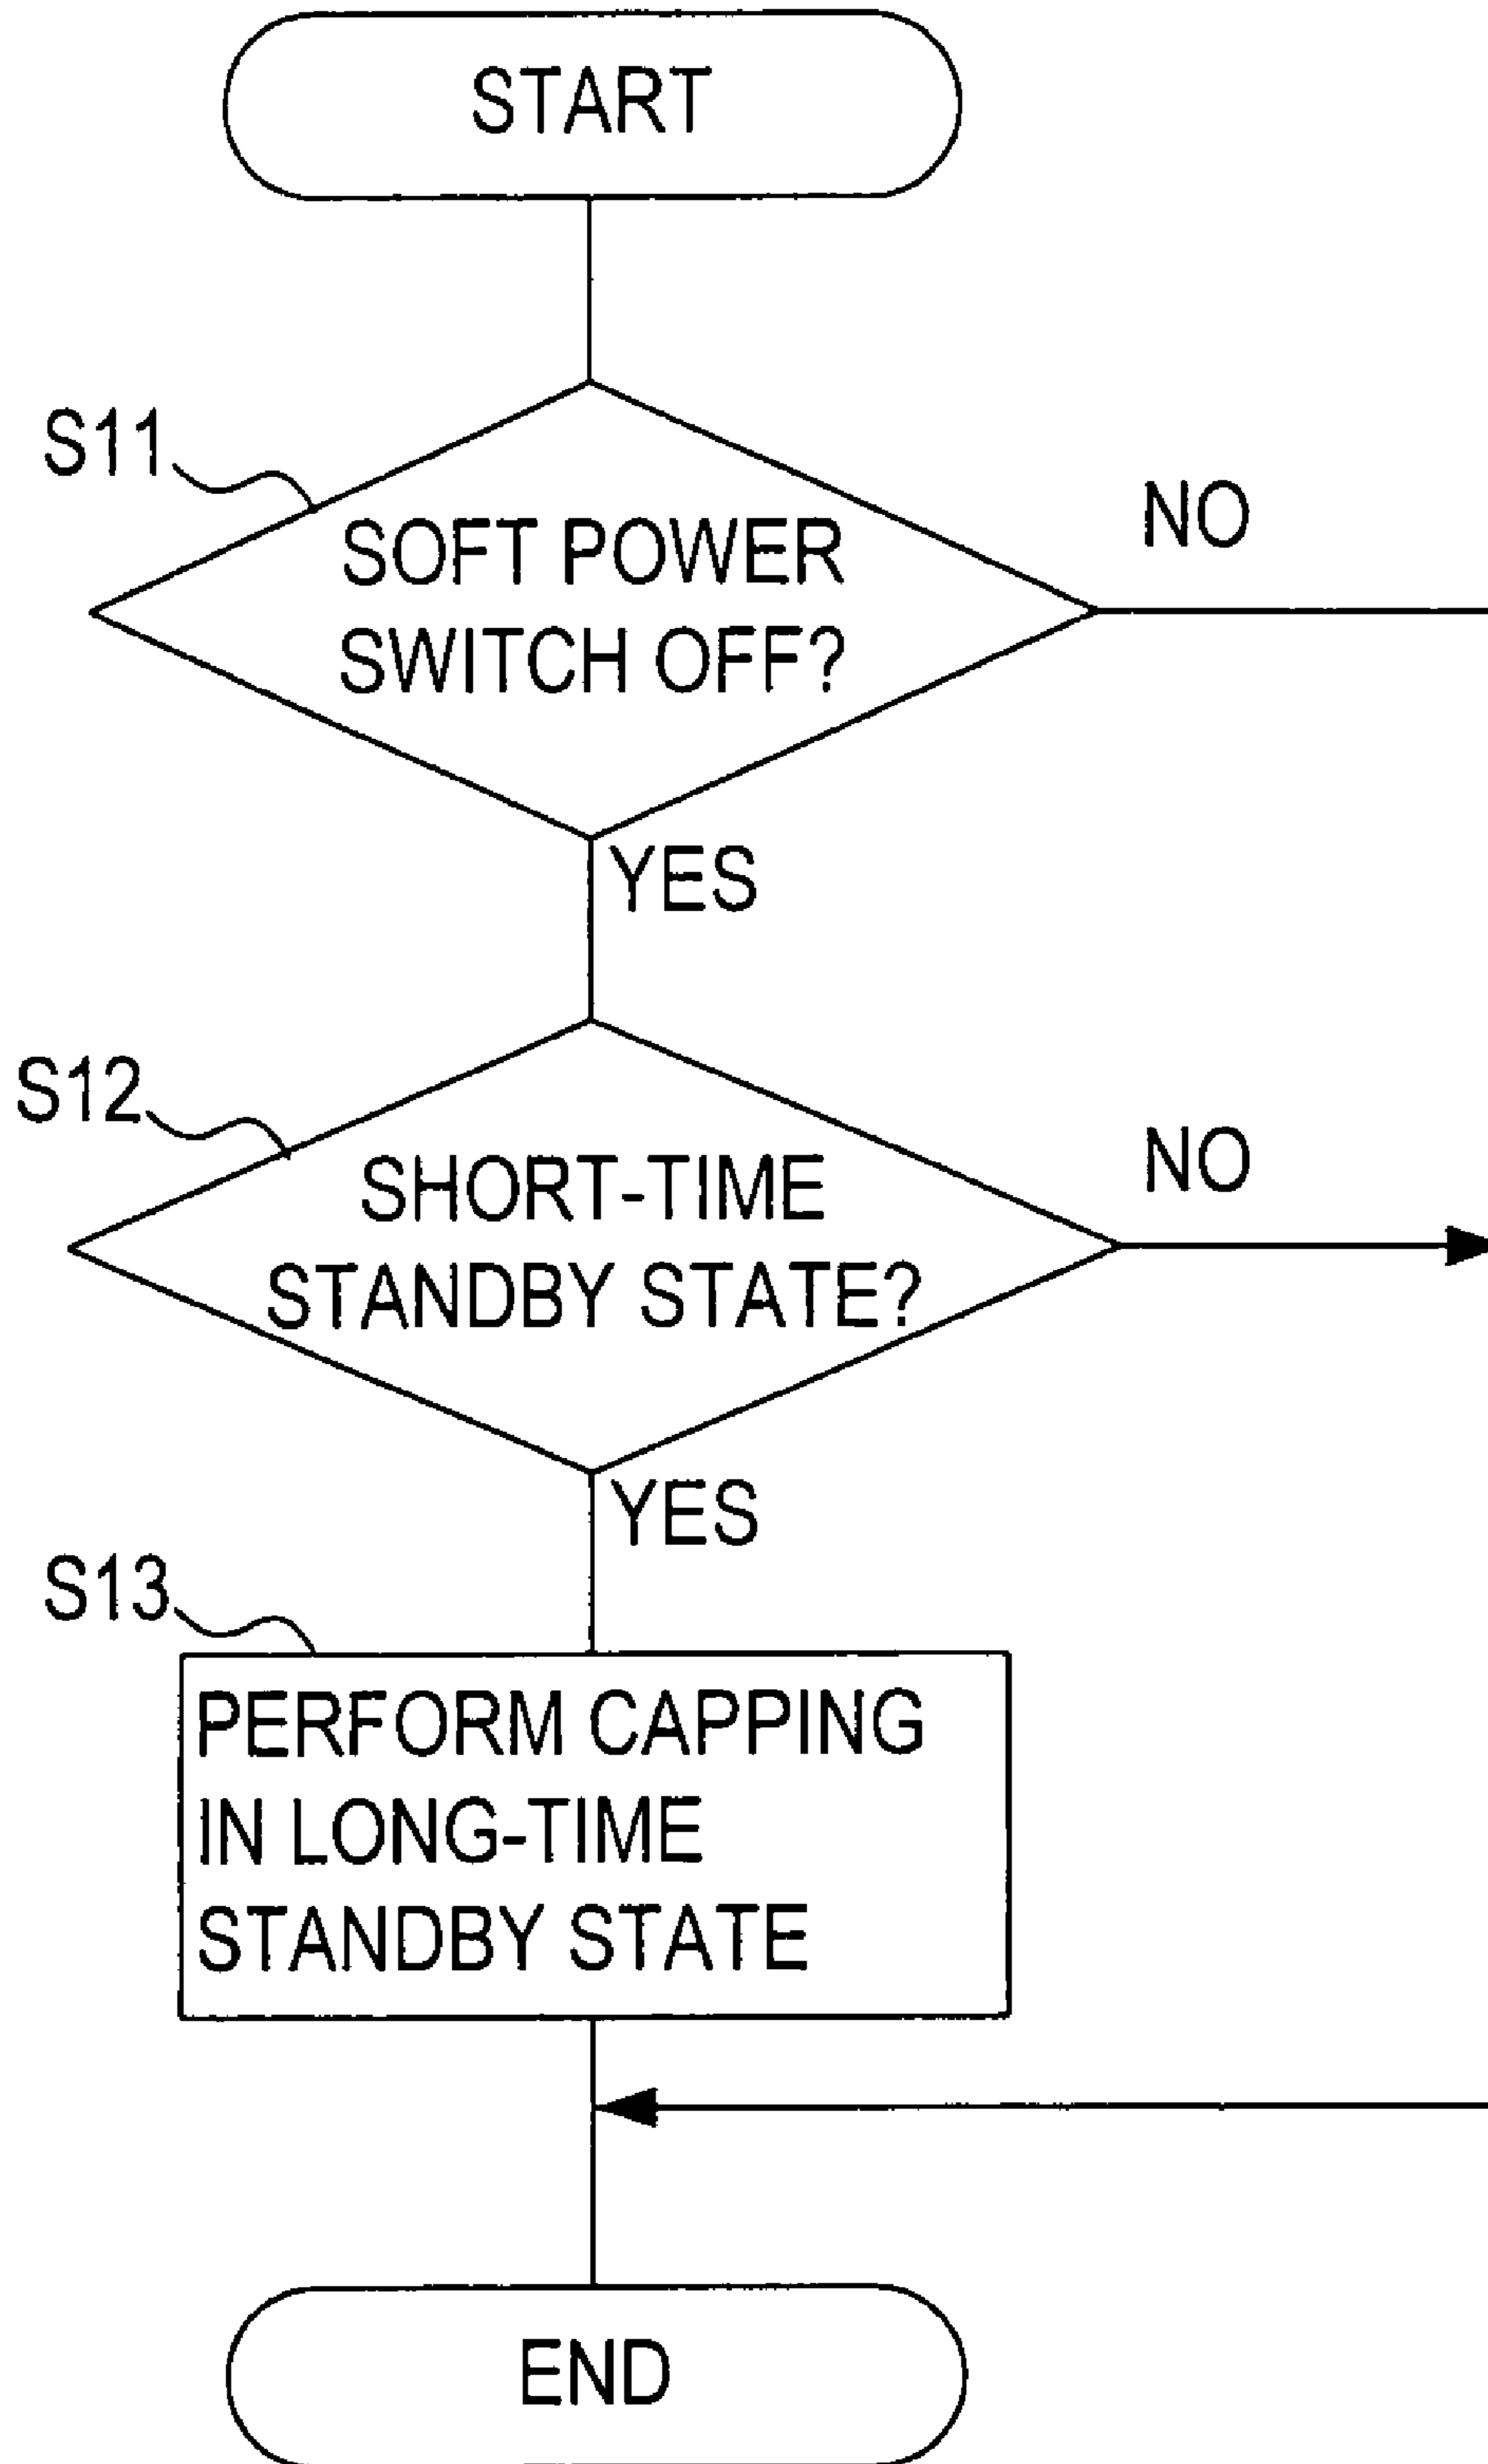 START
S11
SOFT POWER
SWITCH OFF?
NO
YES
S12
SHORT-TIME
STANDBY STATE?
NO
YES
S13
PERFORM CAPPING
IN LONG-TIME
STANDBY STATE
END